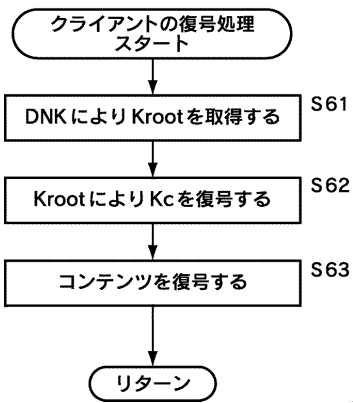 クライアントの復号処理
スタート
DNKによりKrootを取得する
S61
KrootによりKcを復号する
S62
コンテンツを復号する
S63
リターン